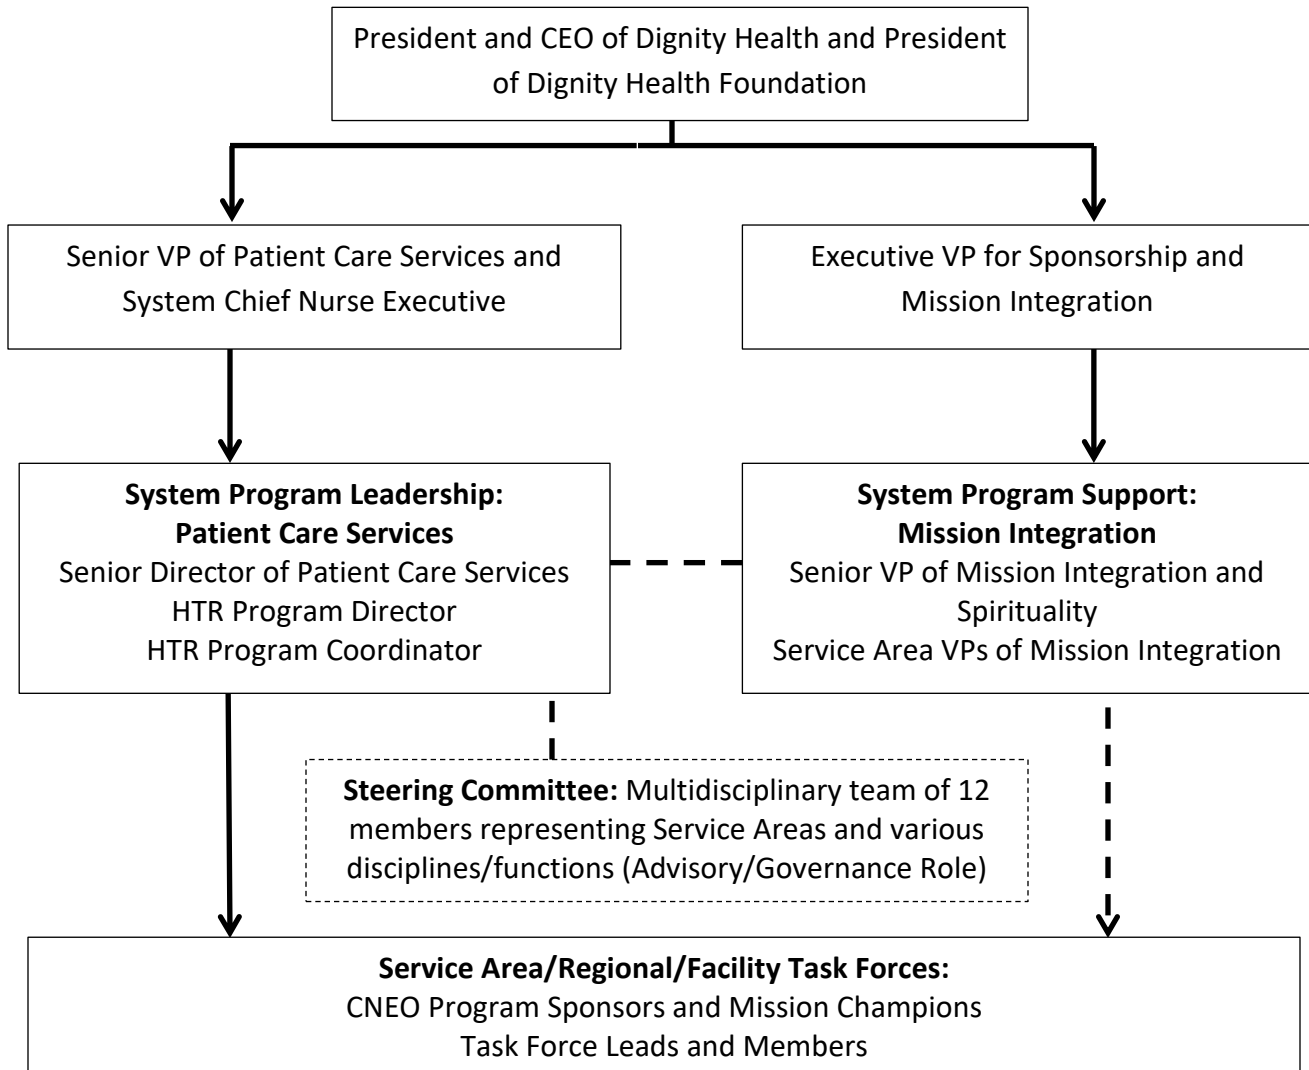 President and CEO of Dignity Health and President
of Dignity Health Foundation
Senior VP of Patient Care Services and
System Chief Nurse Executive
Executive VP for Sponsorship and
Mission Integration
System Program Leadership:
Patient Care Services
Senior Director of Patient Care Services
HTR Program Director
HTR Program Coordinator
System Program Support:
Mission Integration
Senior VP of Mission Integration and
Spirituality
Service Area VPs of Mission Integration
Steering Committee: Multidisciplinary team of 12
members representing Service Areas and various
disciplines/functions (Advisory/Governance Role)
Service Area/Regional/Facility Task Forces:
CNEO Program Sponsors and Mission Champions
Task Force Leads and Members